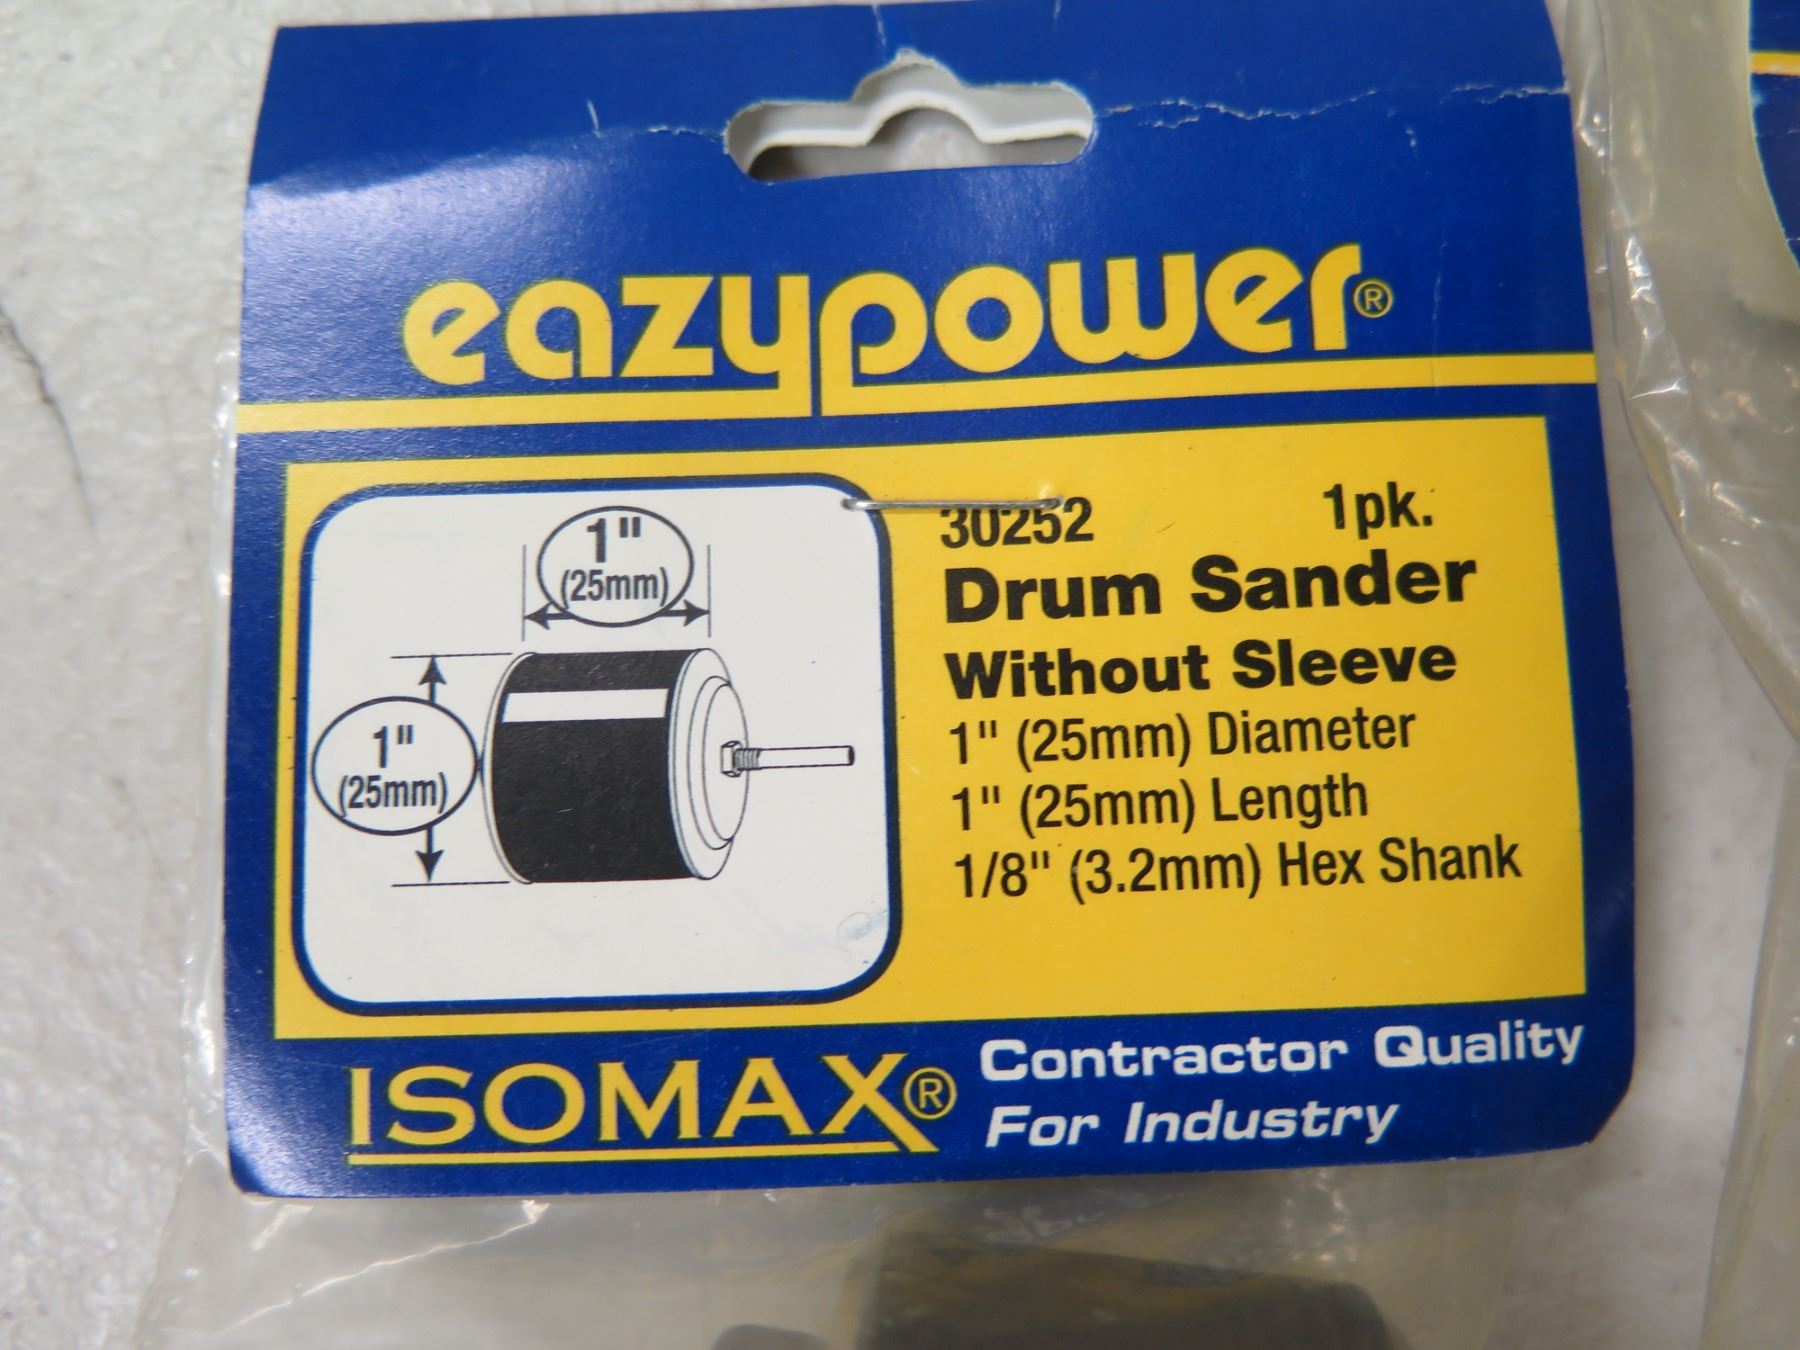 eazypower®
1"
(25mm)
1"
(25mm)
30252 1pk.
Drum Sander
Without Sleeve
1" (25mm) Diameter
1" (25mm) Length
1/8" (3.2mm) Hex Shank
ISOMAX®
Contractor Quality
For Industry